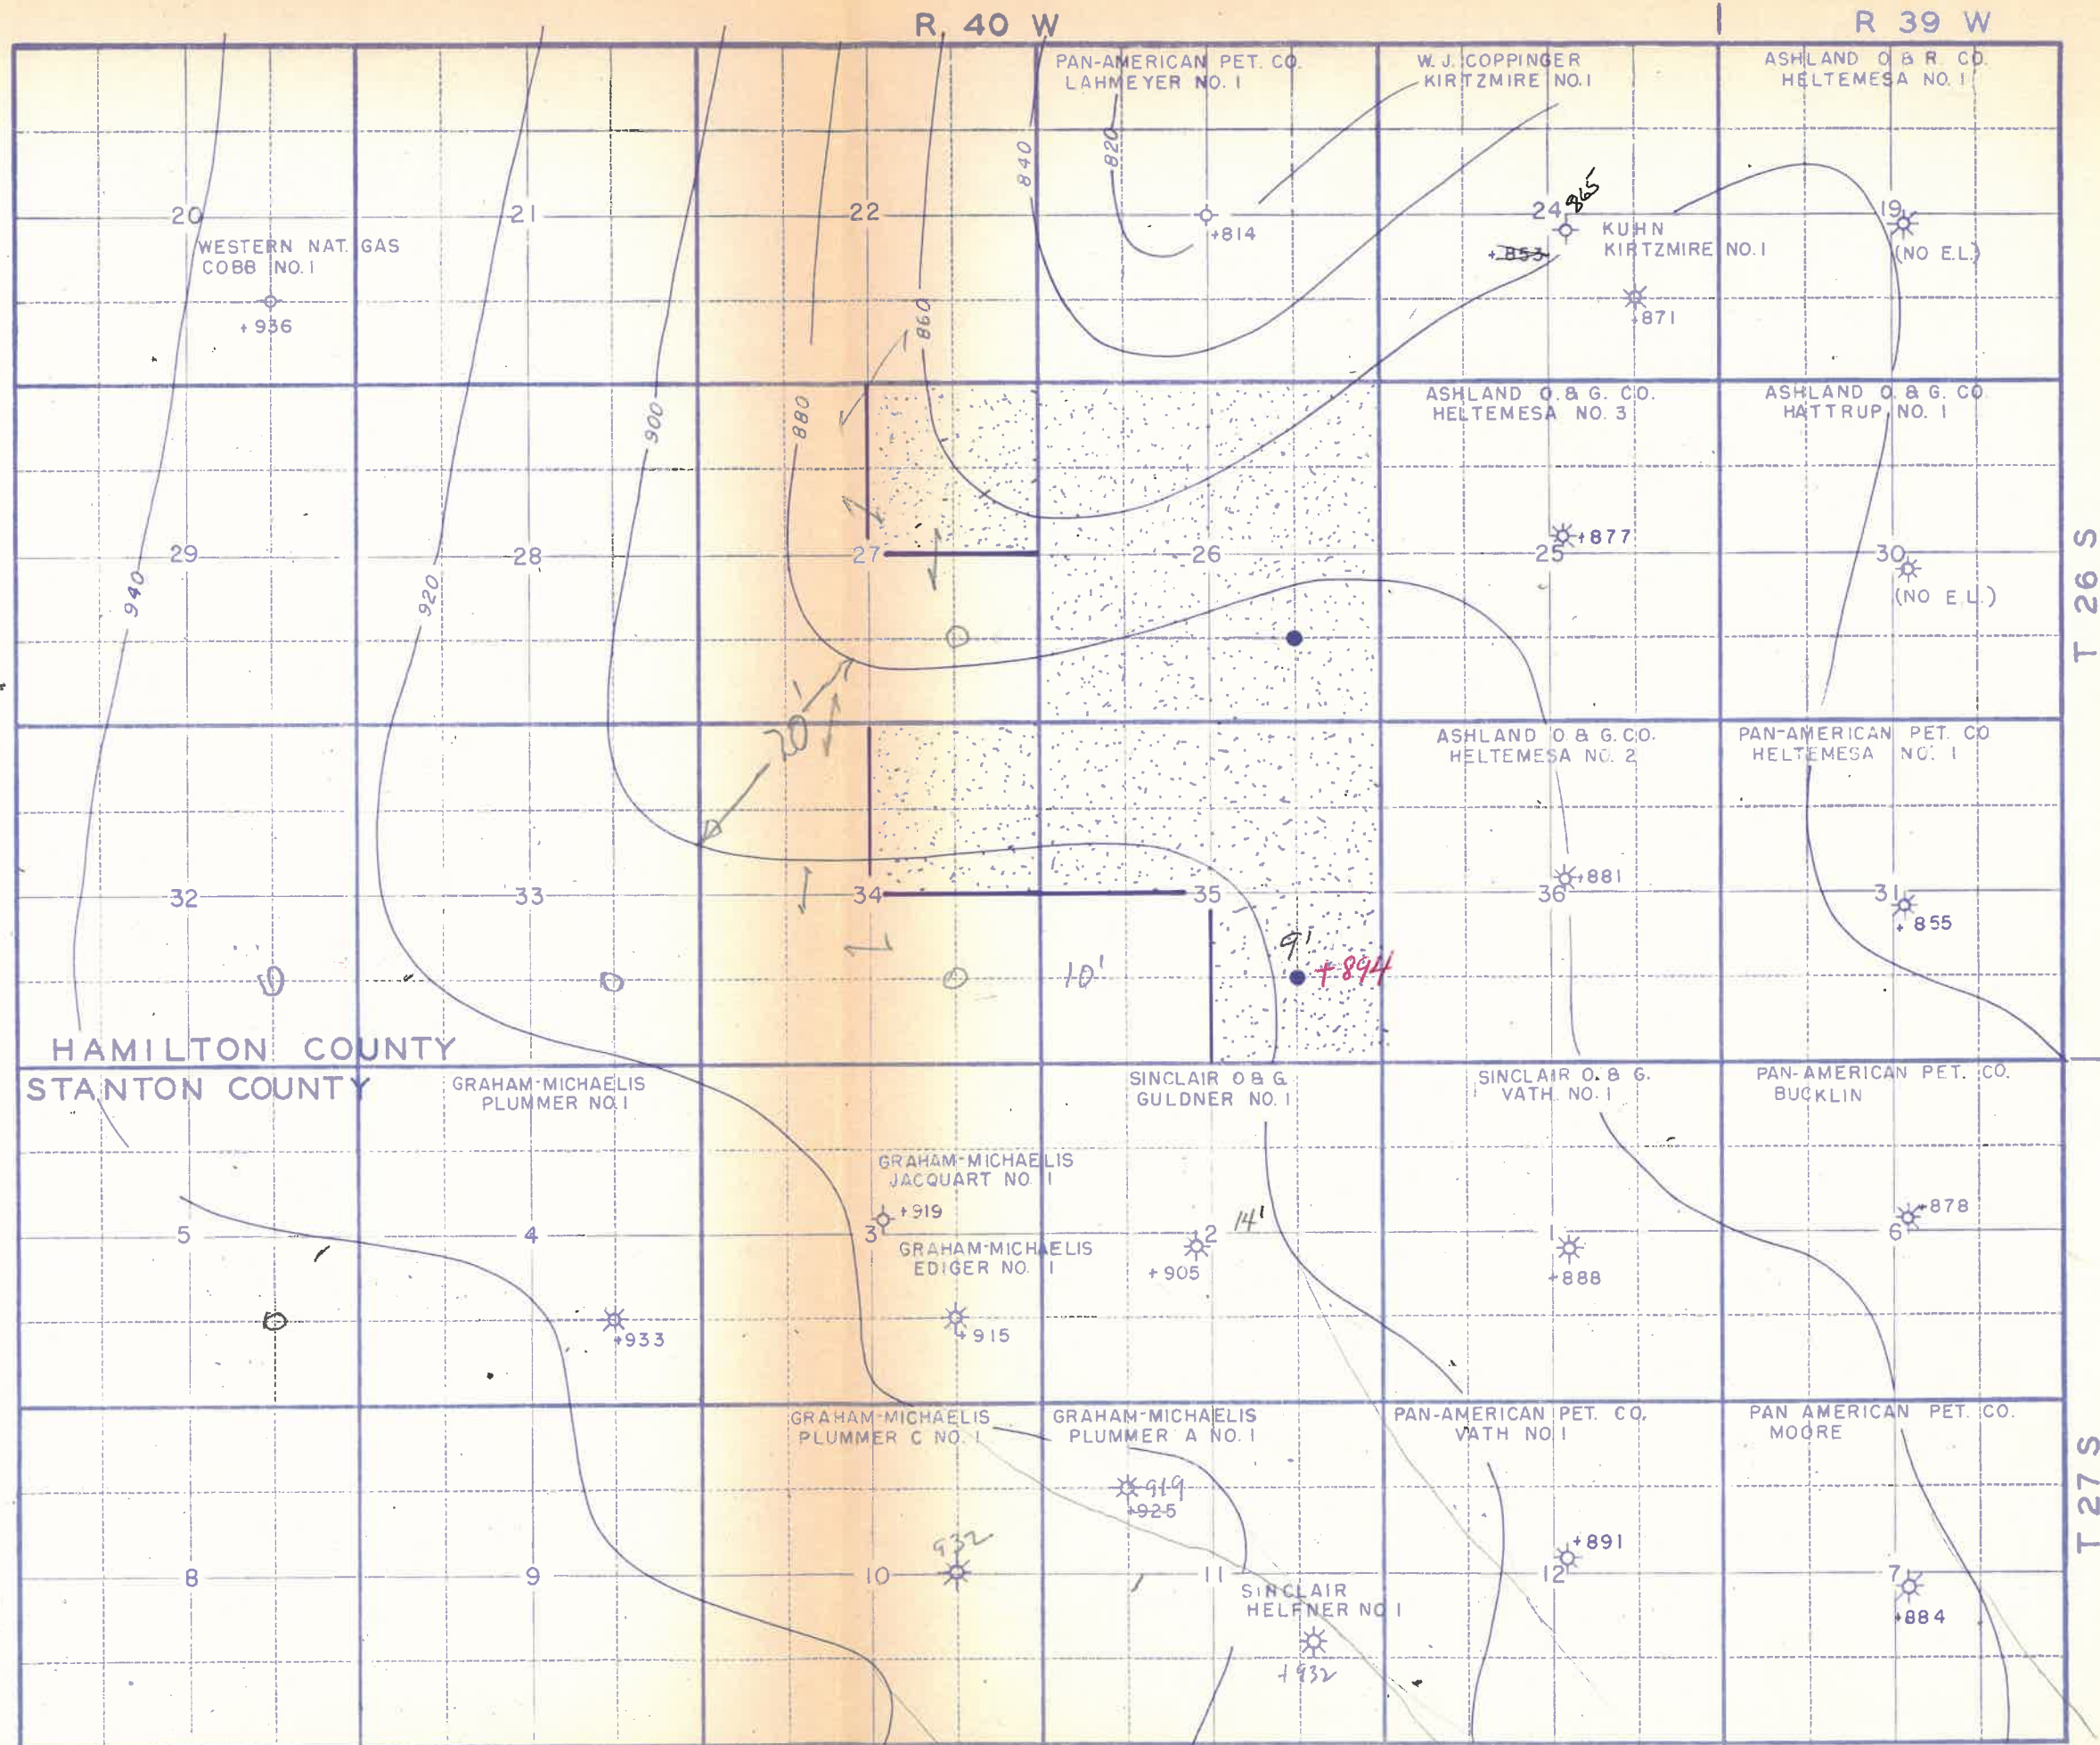 R. 40 W
R 39 W
PAN-AMERICAN PET. CO.
LAHMEYER NO. 1
W. J. COPPINGER
KIRTZMIRE NO. 1
ASHLAND O & R. CO.
HELTEMESA NO. 1
840
820
20
21
22
24
865
19
+814
+853
KUHN
KIRTZMIRE NO. 1
(NO E.L.)
WESTERN NAT. GAS
COBB NO. 1
+936
860
+871
880
900
ASHLAND O. & G. CO.
HELTEMESA NO. 3
ASHLAND O. & G. CO
HATTRUP NO. 1
29
28
27
26
25
+877
30
(NO E.L.)
940
920
T 26 S
20'
ASHLAND O. & G. CO.
HELTEMESA NO. 2
PAN-AMERICAN PET. CO
HELTEMESA NO. 1
32
33
34
35
36
+881
31
+855
9'
10'
+894
HAMILTON COUNTY
STANTON COUNTY
GRAHAM-MICHAELIS
PLUMMER NO. 1
SINCLAIR O & G
GULDNER NO. 1
SINCLAIR O. & G.
VATH NO. 1
PAN-AMERICAN PET. CO.
BUCKLIN
GRAHAM-MICHAELIS
JACQUART NO. 1
+919
5
4
3
2
14'
1
6
+878
GRAHAM-MICHAELIS
EDIGER NO. 1
+905
+888
+933
+915
GRAHAM-MICHAELIS
PLUMMER C NO. 1
GRAHAM-MICHAELIS
PLUMMER A NO. 1
PAN-AMERICAN PET. CO.
VATH NO 1
PAN AMERICAN PET. CO.
MOORE
T 27 S
919
+925
932
+891
8
9
10
11
12
7
SINCLAIR
HELFNER NO 1
+884
+932